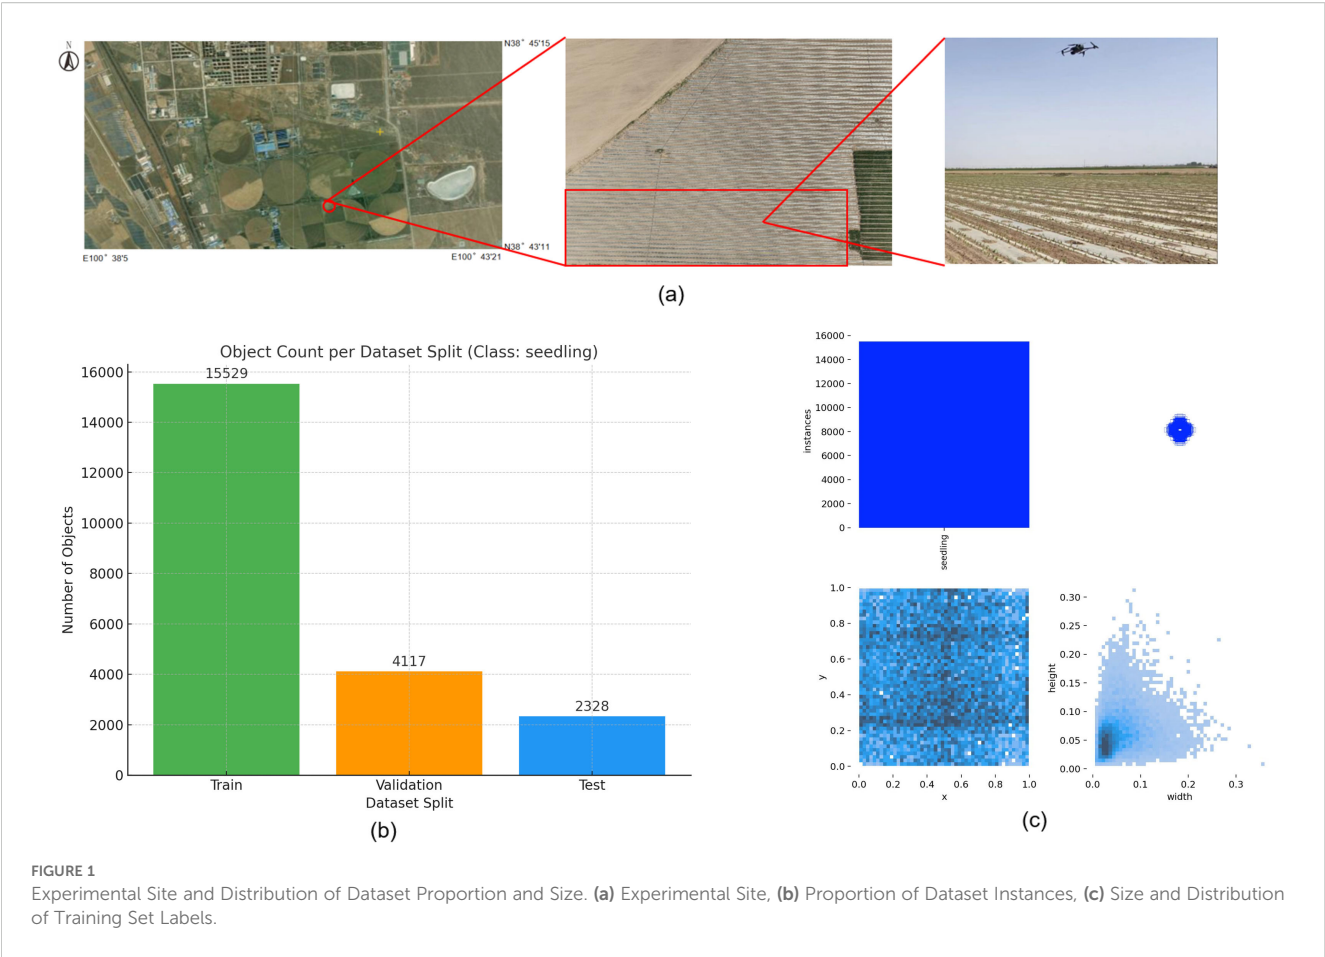 N
N38° 45'15
N38° 43'11
E100° 38'5
E100° 43'21
(a)
Object Count per Dataset Split (Class: seedling)
Number of Objects
16000
14000
12000
10000
8000
6000
4000
2000
0
15529
4117
2328
Train
Validation
Test
Dataset Split
(b)
instances
16000
14000
12000
10000
8000
6000
4000
2000
0
seedling
y
1.0
0.8
0.6
0.4
0.2
0.0
0.0
0.2
0.4
0.6
0.8
1.0
x
height
0.30
0.25
0.20
0.15
0.10
0.05
0.00
0.0
0.1
0.2
0.3
width
(c)
FIGURE 1
Experimental Site and Distribution of Dataset Proportion and Size. (a) Experimental Site, (b) Proportion of Dataset Instances, (c) Size and Distribution
of Training Set Labels.